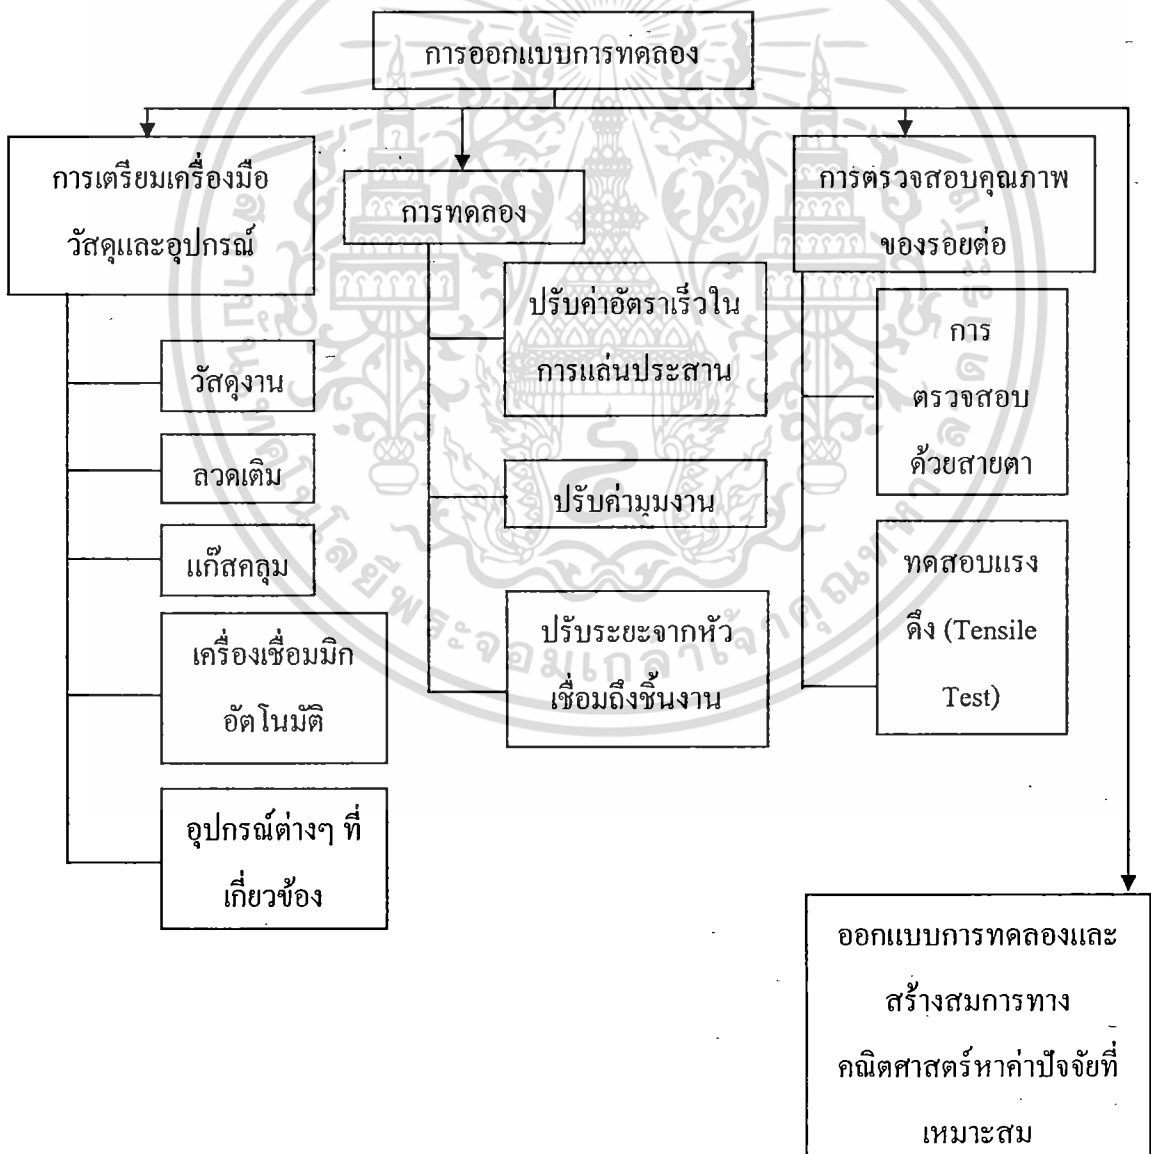 การออกแบบการทดลอง
การเตรียมเครื่องมือ
วัสดุและอุปกรณ์
วัสดุงาน
ลวดเติม
แก๊สคลุม
เครื่องเชื่อมมิก
อัตโนมัติ
อุปกรณ์ต่างๆ ที่
เกี่ยวข้อง
การทดลอง
ปรับค่าอัตราเร็วใน
การแล่นประสาน
ปรับค่ามุมงาน
ปรับระยะจากหัว
เชื่อมถึงชิ้นงาน
การตรวจสอบคุณภาพ
ของรอยต่อ
การ
ตรวจสอบ
ด้วยสายตา
ทดสอบแรง
ดึง (Tensile
Test)
ออกแบบการทดลองและ
สร้างสมการทาง
คณิตศาสตร์หาค่าปัจจัยที่
เหมาะสม